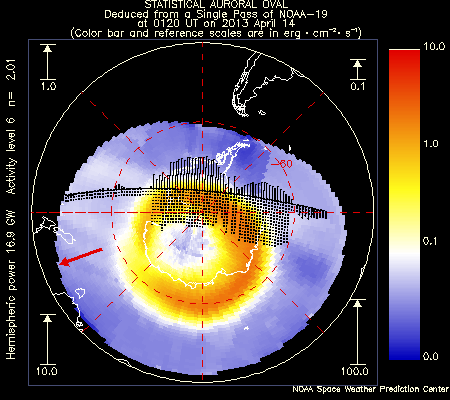 STATISTICAL AURORAL OVAL
Deduced from a Single Pass of NOAA-19
at 0120 UT on 2013 April 14
(Color bar and reference scales are in erg · cm⁻² · s⁻¹)
Hemispheric power 16.9 GW Activity level 6 n= 2.01
1.0
0.1
10.0
100.0
-60
10.0
1.0
0.1
0.0
NOAA Space Weather Prediction Center